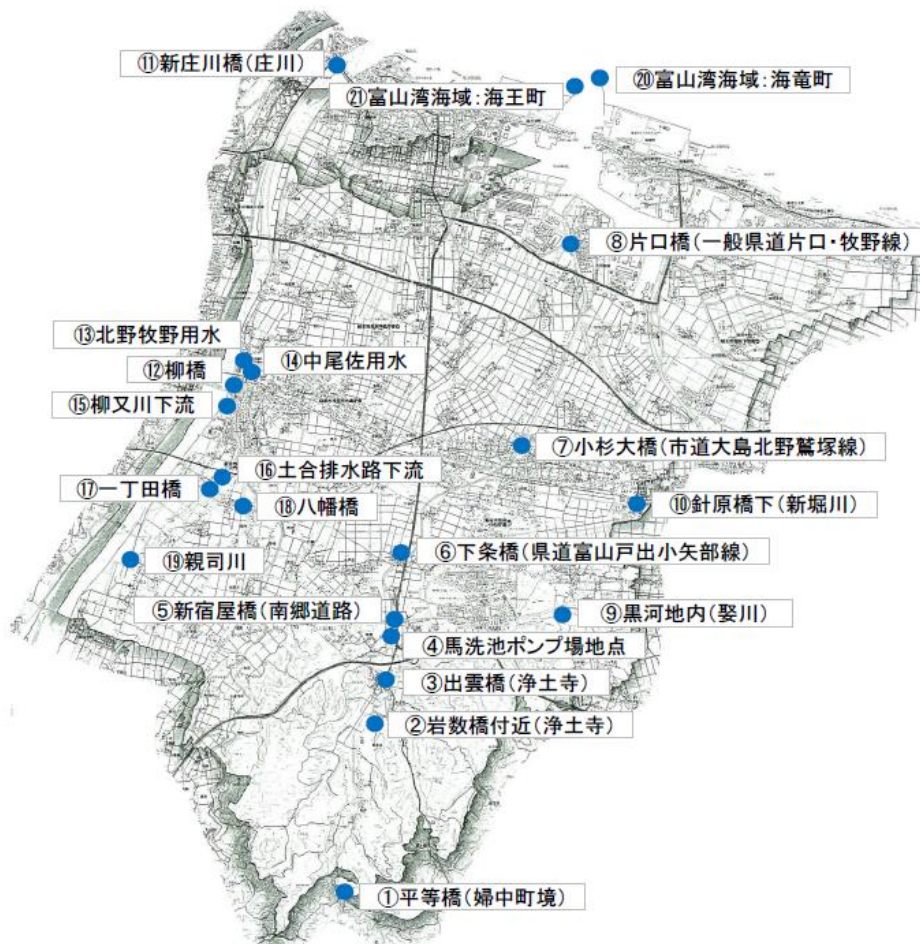 ⑪新庄川橋(庄川)
⑳富山湾海域:海竜町
㉑富山湾海域:海王町
⑧片口橋(一般県道片口・牧野線)
⑬北野牧野用水
⑭中尾佐用水
⑫柳橋
⑮柳又川下流
⑦小杉大橋(市道大島北野鷲塚線)
⑯土合排水路下流
⑰一丁田橋
⑱八幡橋
⑩針原橋下(新堀川)
⑥下条橋(県道富山戸出小矢部線)
⑲親司川
⑤新宿屋橋(南郷道路)
⑨黒河地内(娶川)
④馬洗池ポンプ場地点
③出雲橋(浄土寺)
②岩数橋付近(浄土寺)
①平等橋(婦中町境)